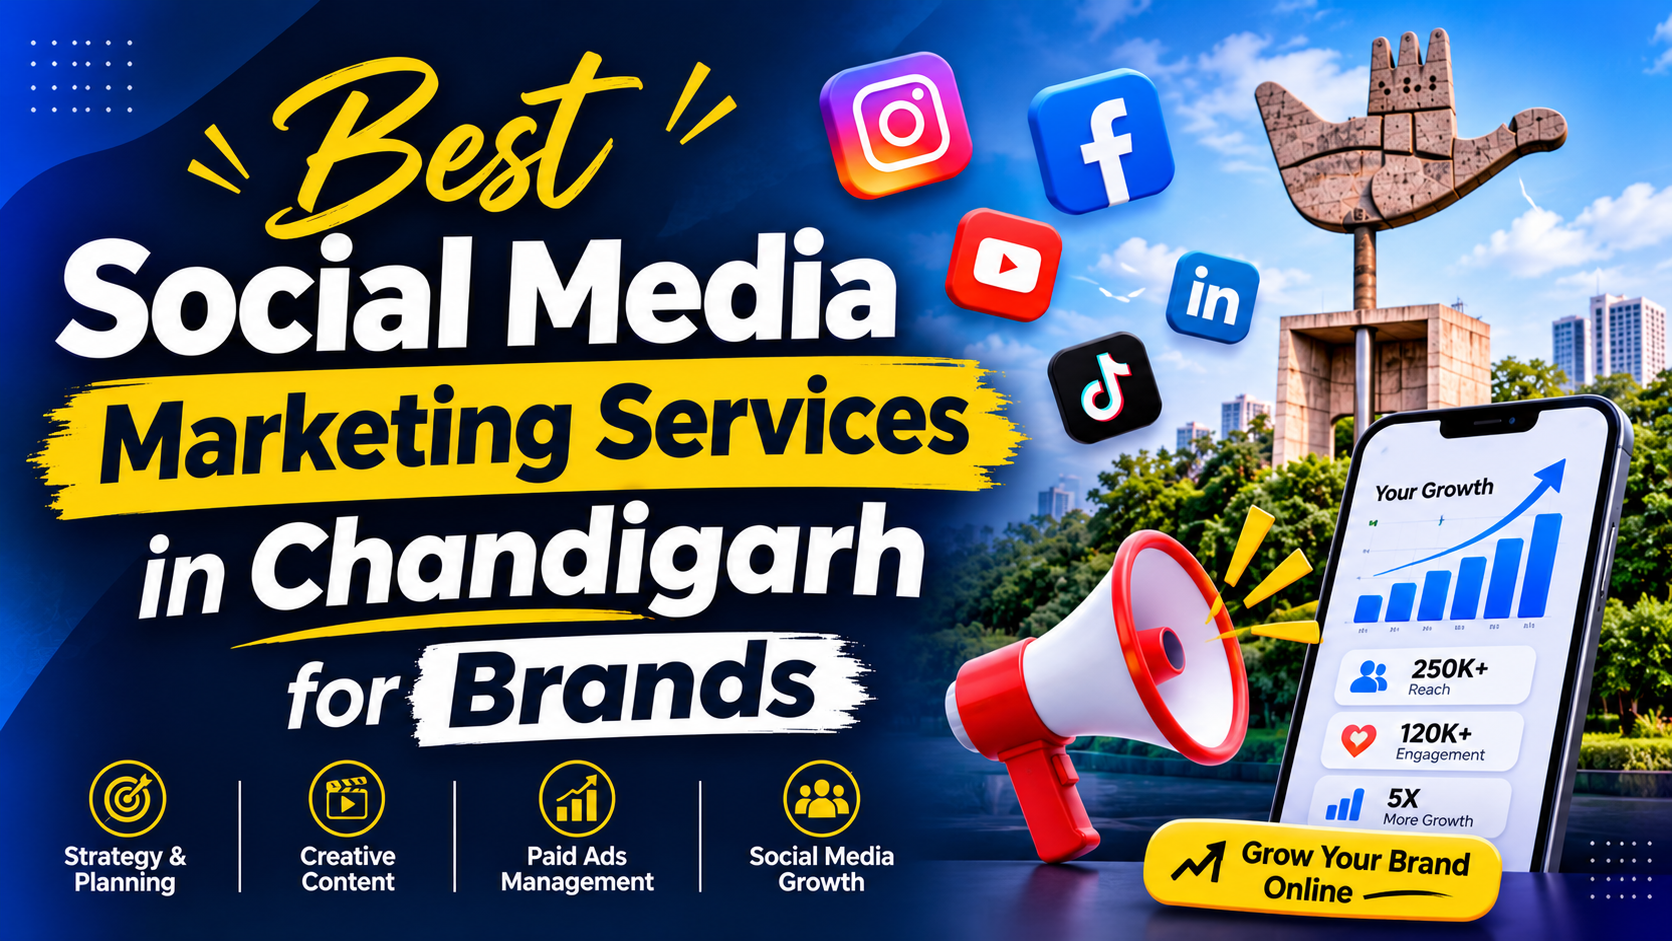 Best
Social Media
Marketing Services
in Chandigarh
for Brands
Strategy &
Planning
Creative
Content
Paid Ads
Management
Social Media
Growth
in
Your Growth
250K+
Reach
120K+
Engagement
5X
More Growth
Grow Your Brand
Online